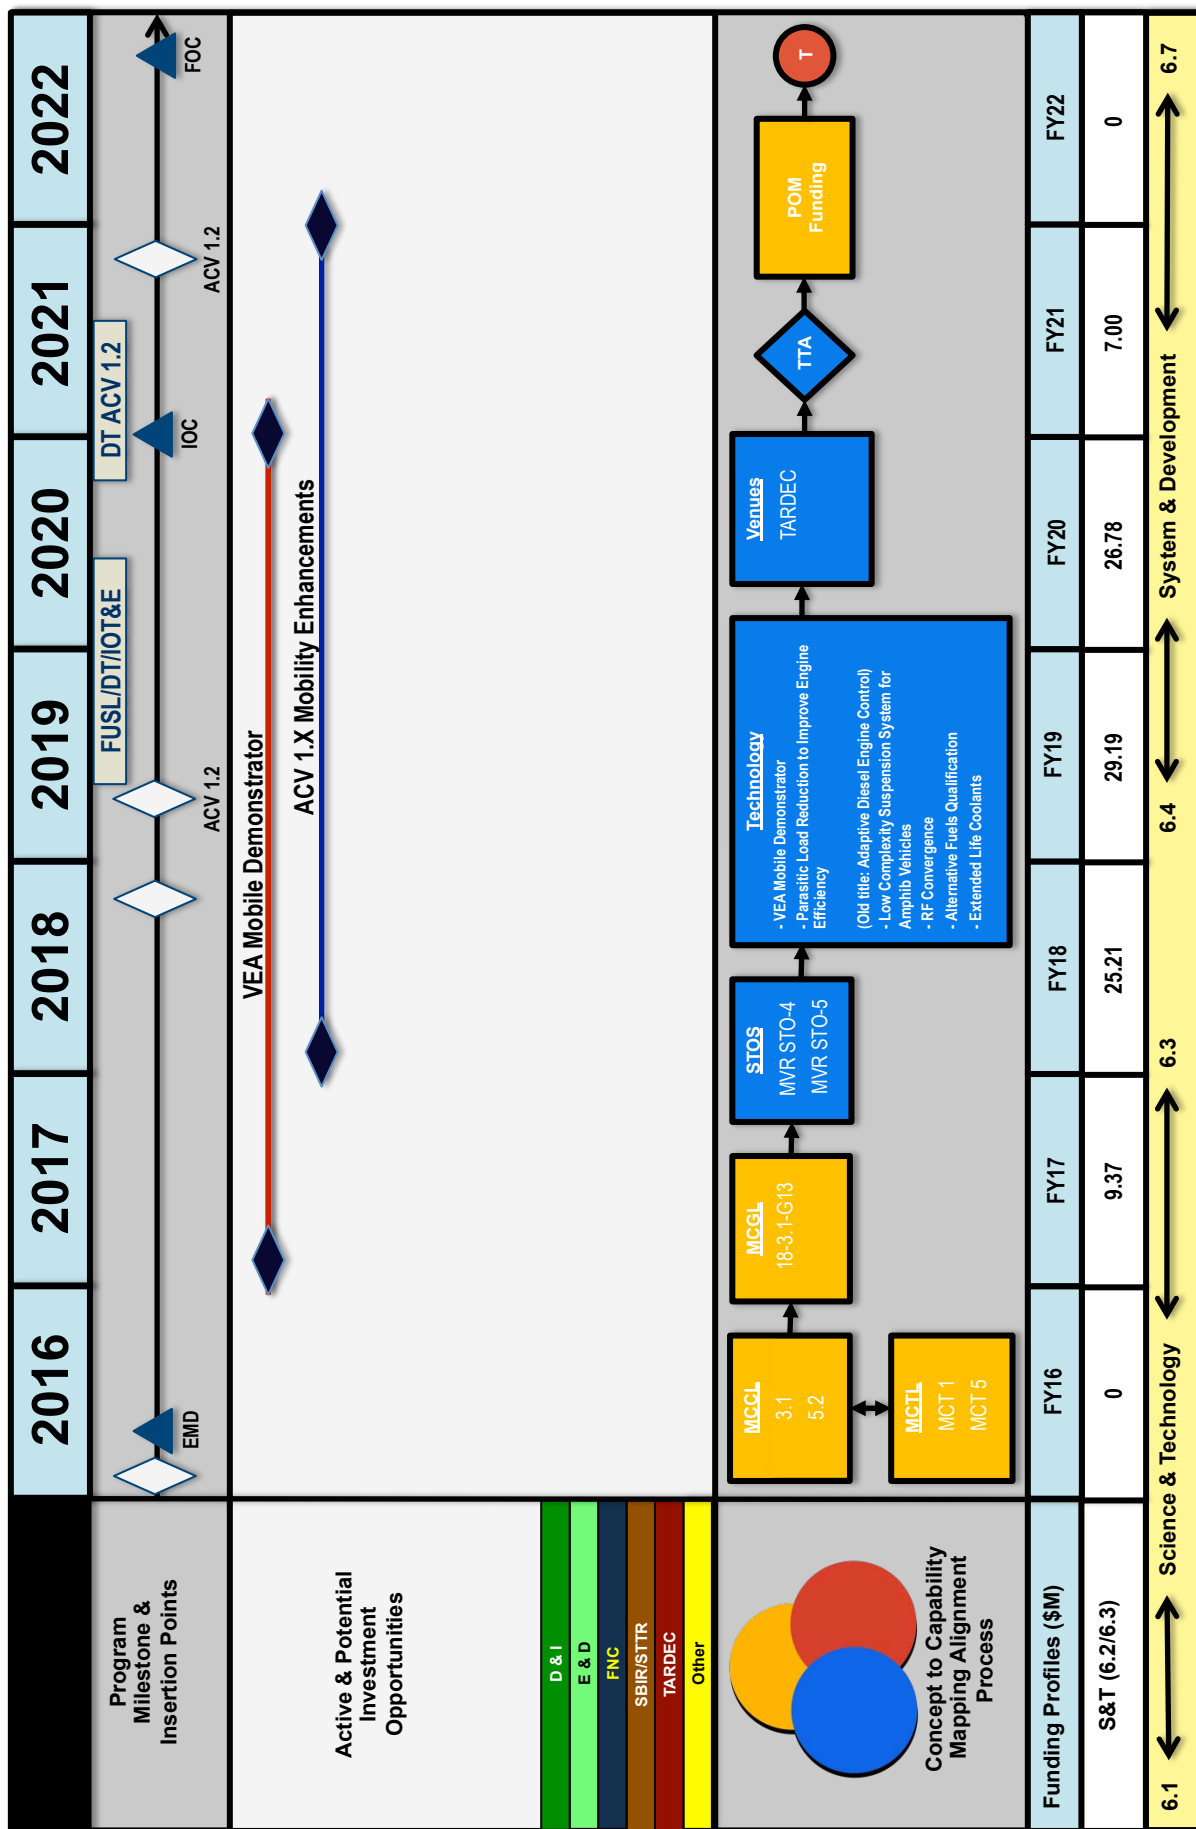 2016
2017
2018
2019
2020
2021
2022
Program
Milestone &
Insertion Points
EMD
ACV 1.2
FUSL/DT/IOT&E
DT ACV 1.2
IOC
ACV 1.2
FOC
Active & Potential
Investment
Opportunities
VEA Mobile Demonstrator
ACV 1.X Mobility Enhancements
D & I
E & D
FNC
SBIR/STTR
TARDEC
Other
Concept to Capability
Mapping Alignment
Process
MCCL
3.1
5.2
MCTL
MCT 1
MCT 5
MCGL
18-3.1-G13
STOS
MVR STO-4
MVR STO-5
Technology
- VEA Mobile Demonstrator
- Parasitic Load Reduction to Improve Engine
Efficiency
(Old title: Adaptive Diesel Engine Control)
- Low Complexity Suspension System for
Amphib Vehicles
- RF Convergence
- Alternative Fuels Qualification
- Extended Life Coolants
Venues
TARDEC
TTA
POM
Funding
T
Funding Profiles ($M)
FY16
FY17
FY18
FY19
FY20
FY21
FY22
S&T (6.2/6.3)
0
9.37
25.21
29.19
26.78
7.00
0
6.1
Science & Technology
6.3
6.4
System & Development
6.7